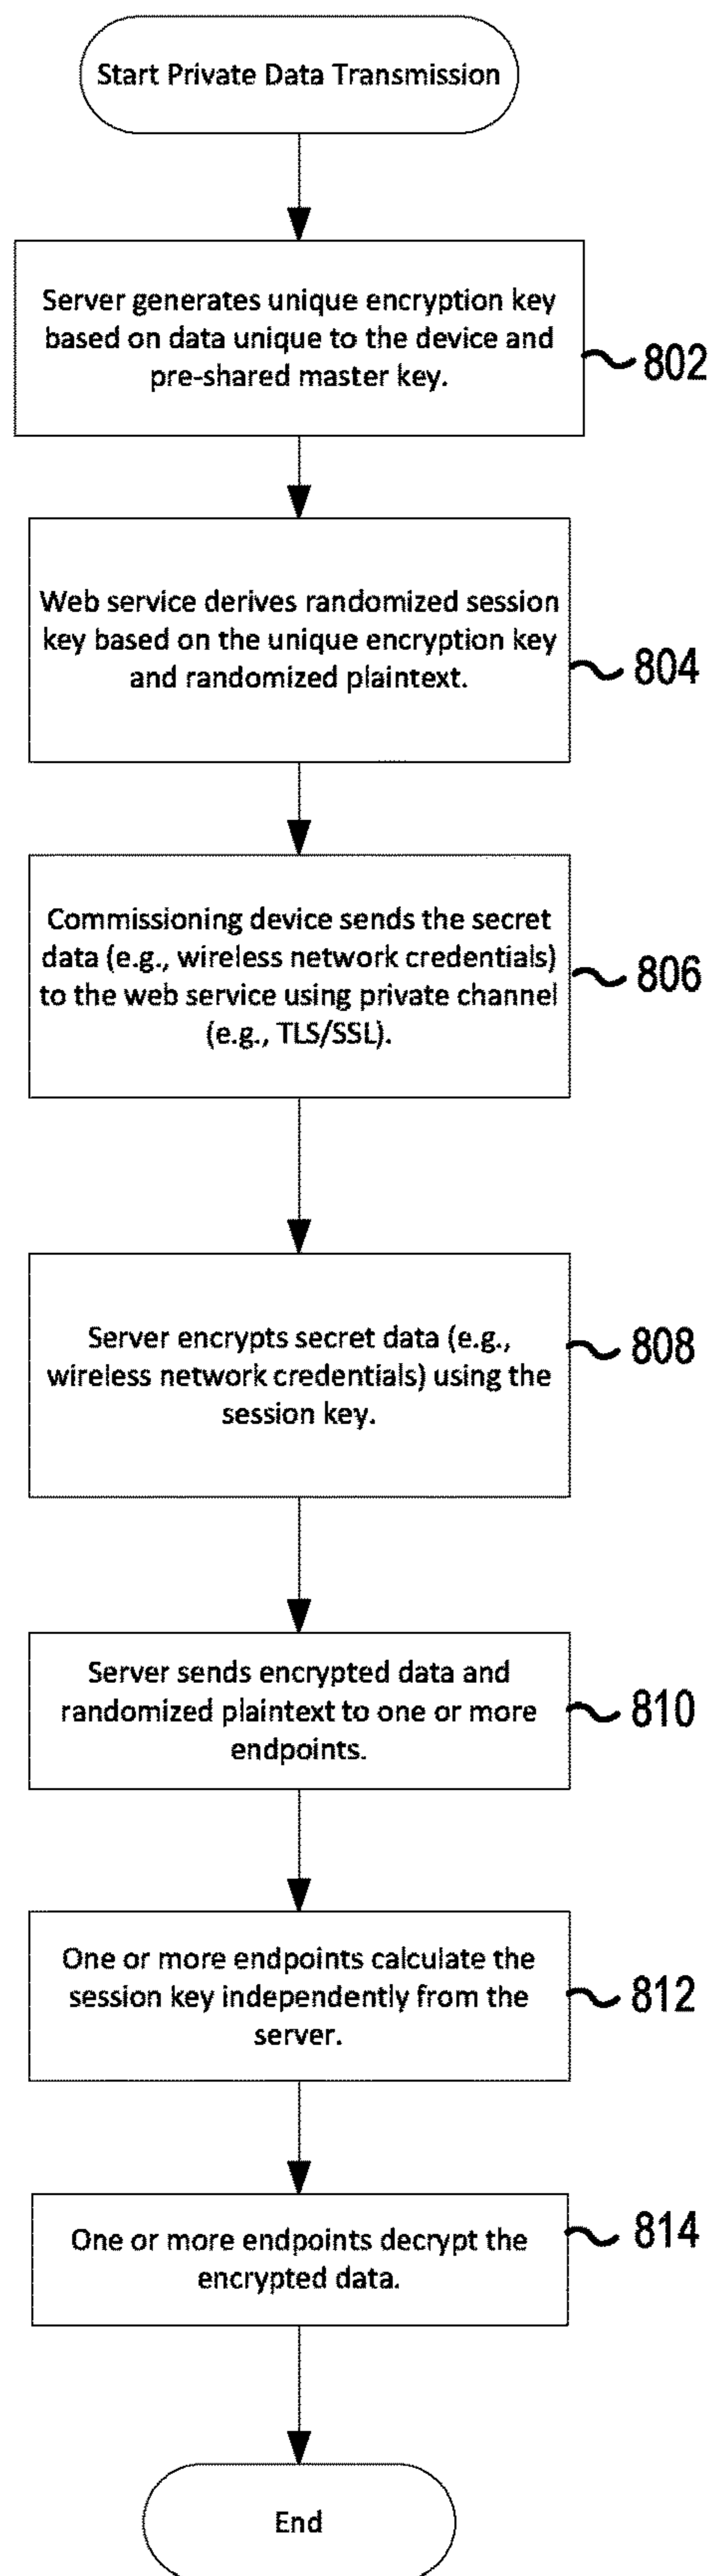 Start Private Data Transmission
Server generates unique encryption key
based on data unique to the device and
pre-shared master key.
802
Web service derives randomized session
key based on the unique encryption key
and randomized plaintext.
804
Commissioning device sends the secret
data (e.g., wireless network credentials)
to the web service using private channel
(e.g., TLS/SSL).
806
Server encrypts secret data (e.g.,
wireless network credentials) using the
session key.
808
Server sends encrypted data and
randomized plaintext to one or more
endpoints.
810
One or more endpoints calculate the
session key independently from the
server.
812
One or more endpoints decrypt the
encrypted data.
814
End